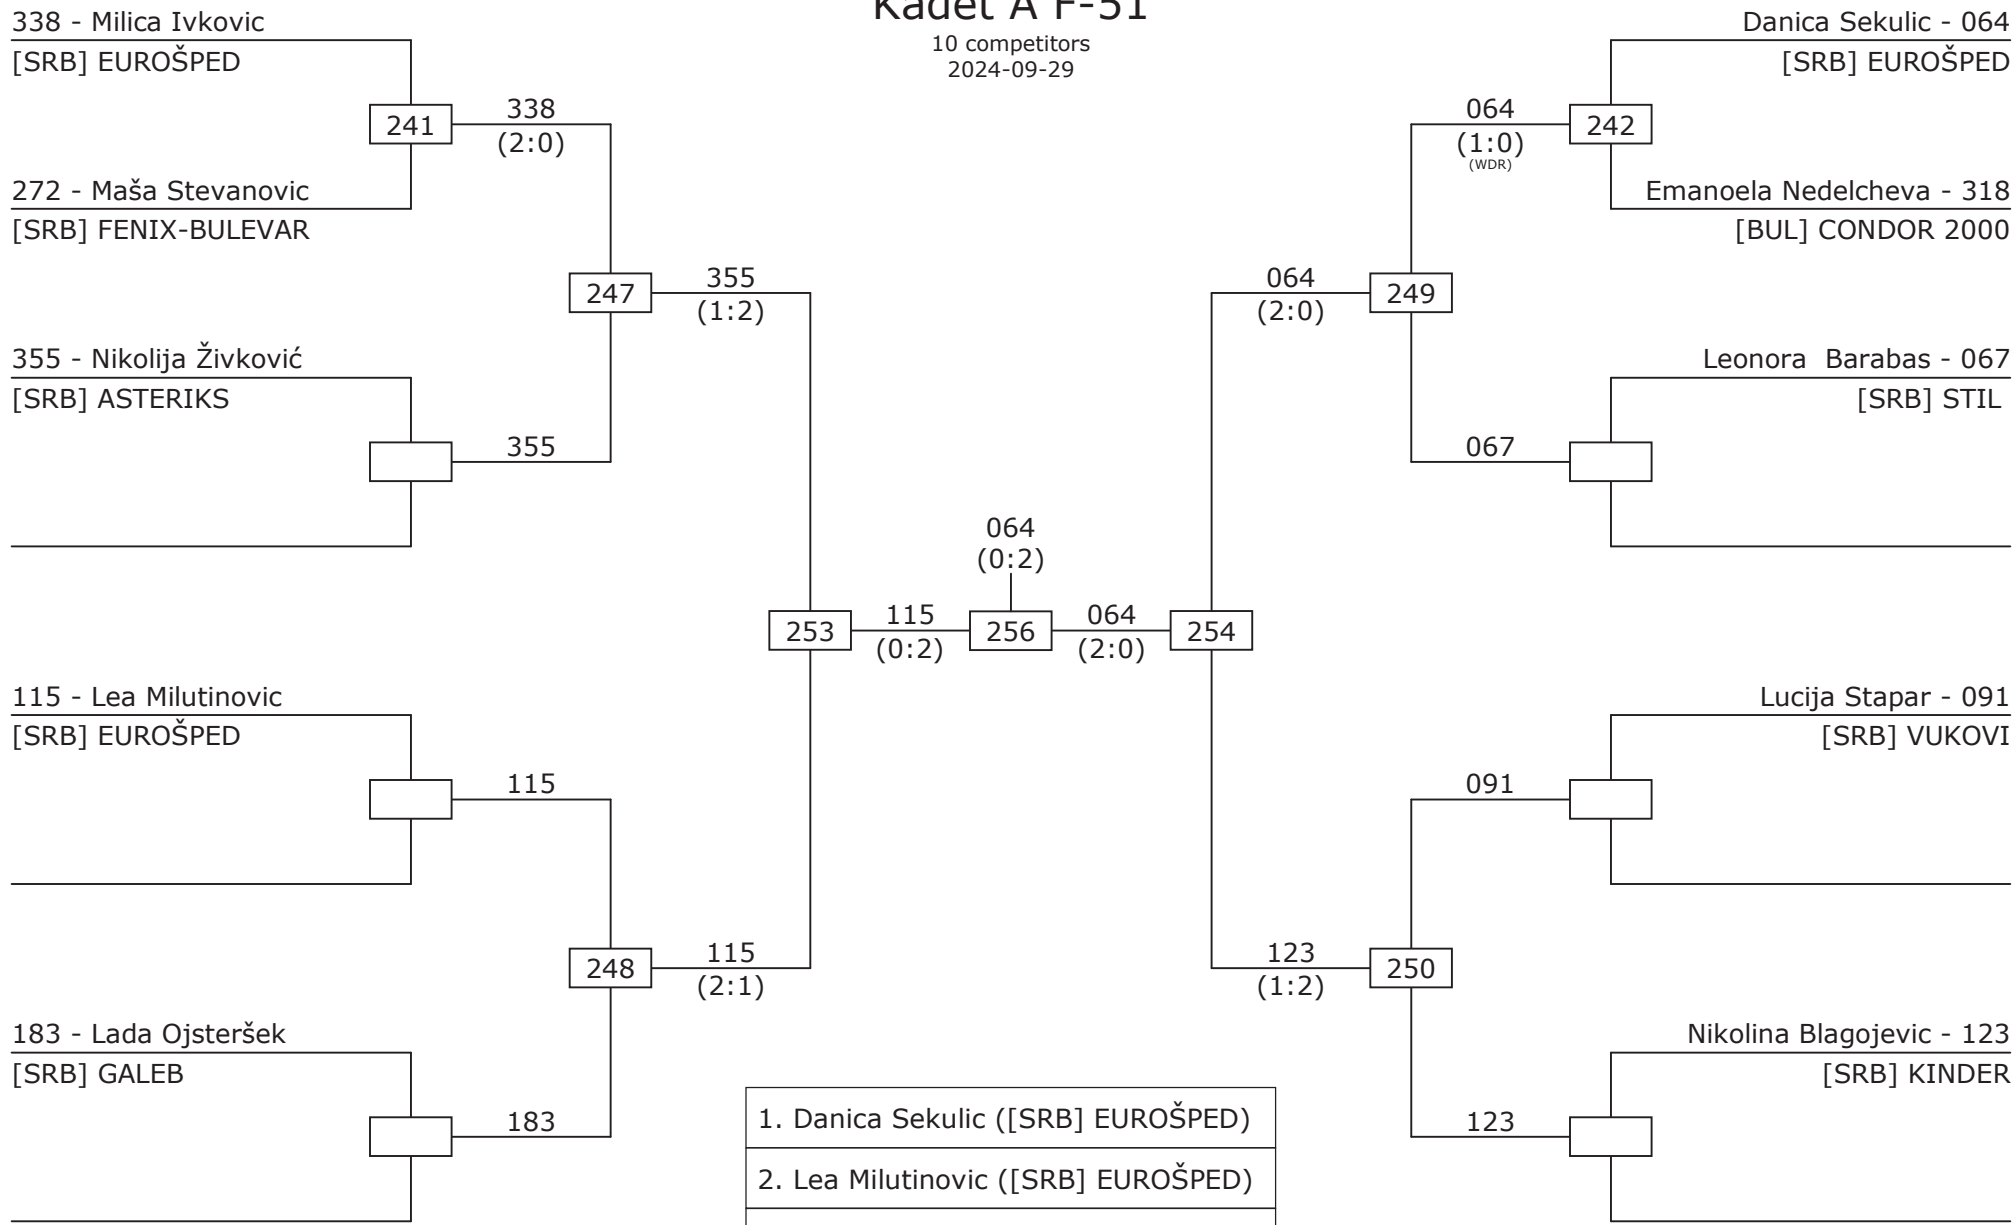 Kadet A F-51
10 competitors
2024-09-29
338 - Milica Ivkovic
[SRB] EUROŠPED
241
338
(2:0)
272 - Maša Stevanovic
[SRB] FENIX-BULEVAR
247
355
(1:2)
355 - Nikolija Živković
[SRB] ASTERIKS
355
115 - Lea Milutinovic
[SRB] EUROŠPED
115
248
115
(2:1)
183 - Lada Ojsteršek
[SRB] GALEB
183
253
115
(0:2)
064
(0:2)
256
064
(2:0)
254
Danica Sekulic - 064
[SRB] EUROŠPED
064
(1:0)
(WDR)
242
Emanoela Nedelcheva - 318
[BUL] CONDOR 2000
064
(2:0)
249
Leonora  Barabas - 067
[SRB] STIL
067
Lucija Stapar - 091
[SRB] VUKOVI
091
123
(1:2)
250
Nikolina Blagojevic - 123
[SRB] KINDER
123
1. Danica Sekulic ([SRB] EUROŠPED)
2. Lea Milutinovic ([SRB] EUROŠPED)